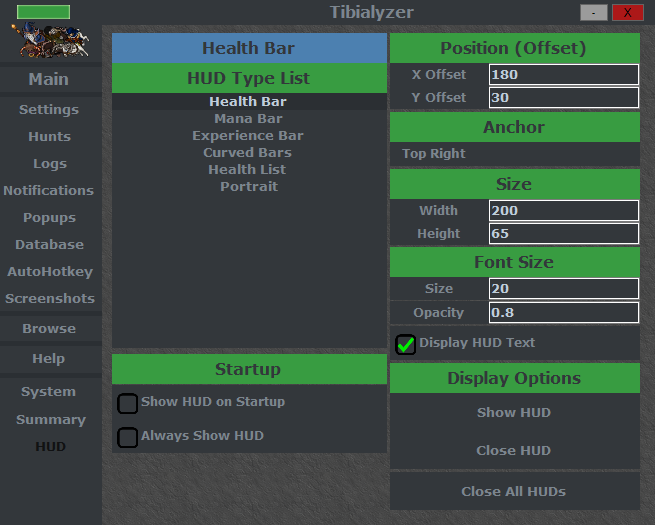 Tibialyzer
-
X
Main
Settings
Hunts
Logs
Notifications
Popups
Database
AutoHotkey
Screenshots
Browse
Help
System
Summary
HUD
Health Bar
HUD Type List
Health Bar
Mana Bar
Experience Bar
Curved Bars
Health List
Portrait
Startup
Show HUD on Startup
Always Show HUD
Position (Offset)
X Offset 180
Y Offset 30
Anchor
Top Right
Size
Width 200
Height 65
Font Size
Size 20
Opacity 0.8
Display HUD Text
Display Options
Show HUD
Close HUD
Close All HUDs